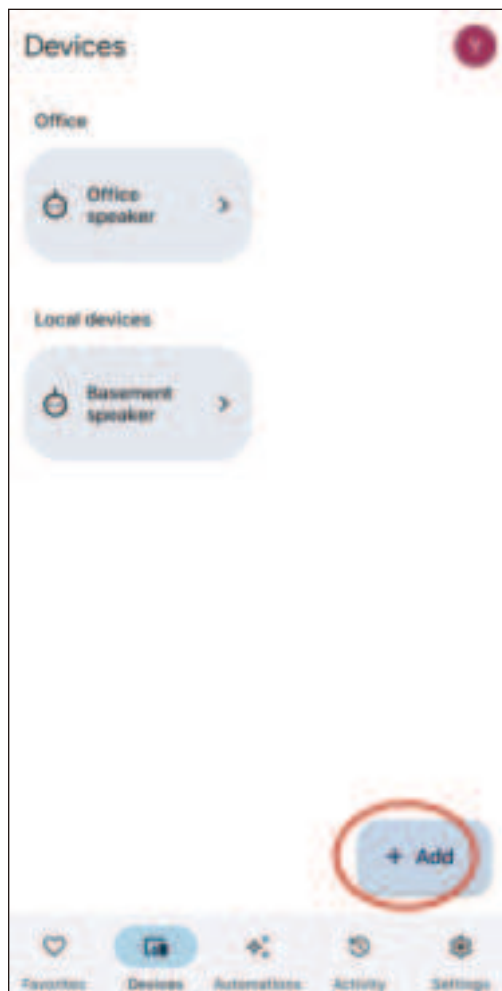 Devices
Y
Office
Office
speaker
Local devices
Basement
speaker
+ Add
Favorites Devices Automations Activity Settings